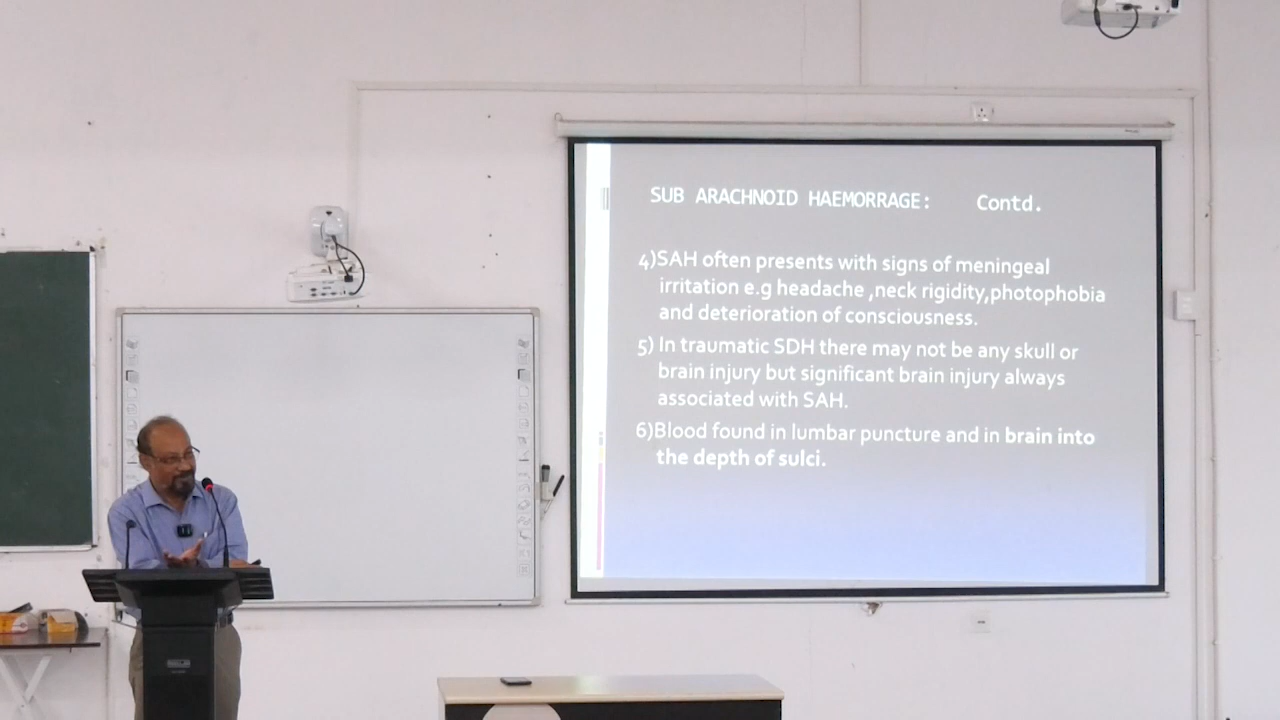 SUB ARACHNOID HAEMORRAGE: Contd.
4)SAH often presents with signs of meningeal
irritation e.g headache ,neck rigidity,photophobia
and deterioration of consciousness.
5) In traumatic SDH there may not be any skull or
brain injury but significant brain injury always
associated with SAH.
6)Blood found in lumbar puncture and in brain into
the depth of sulci.